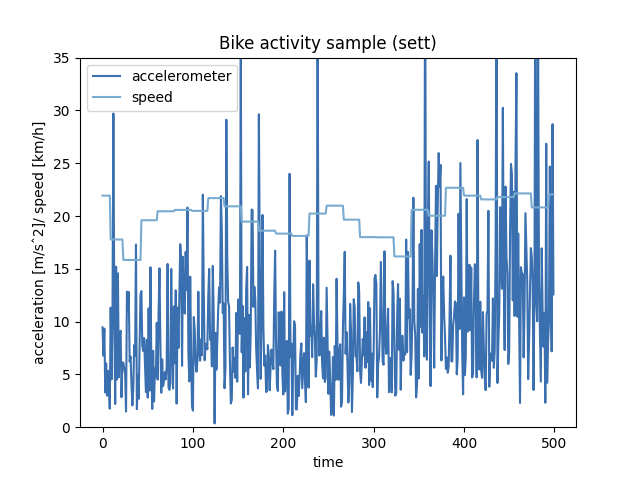 Bike activity sample (sett)
accelerometer
speed
acceleration [m/s^2]/ speed [km/h]
35
30
25
20
15
10
5
0
0 100 200 300 400 500
time